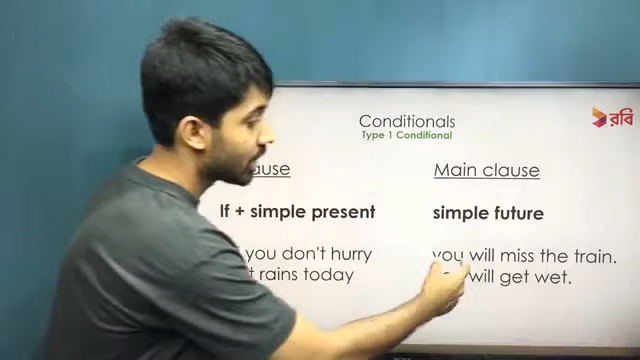 Conditionals
Type 1 Conditional
রবি
Main clause
If + simple present simple future
you don't hurry you will miss the train.
rains today will get wet.